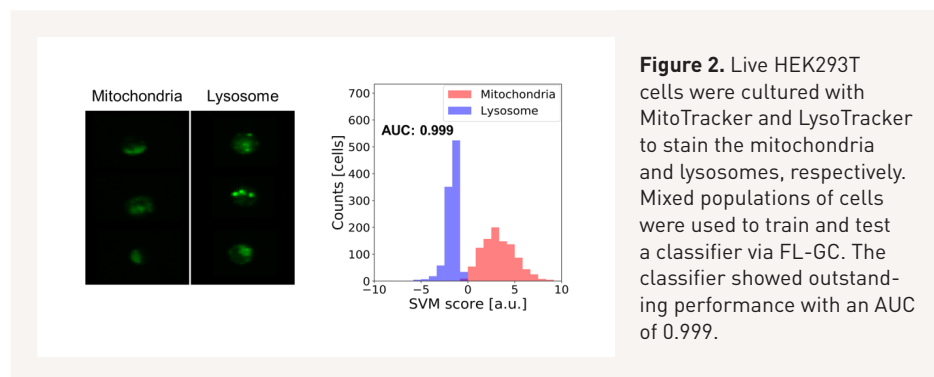 Mitochondria Lysosome
700
600
500
400
300
200
100
0
Counts [cells]
AUC: 0.999
Mitochondria
Lysosome
−10 −5 0 5 10
SVM score [a.u.]
Figure 2. Live HEK293T
cells were cultured with
MitoTracker and LysoTracker
to stain the mitochondria
and lysosomes, respectively.
Mixed populations of cells
were used to train and test
a classifier via FL-GC. The
classifier showed outstand-
ing performance with an AUC
of 0.999.